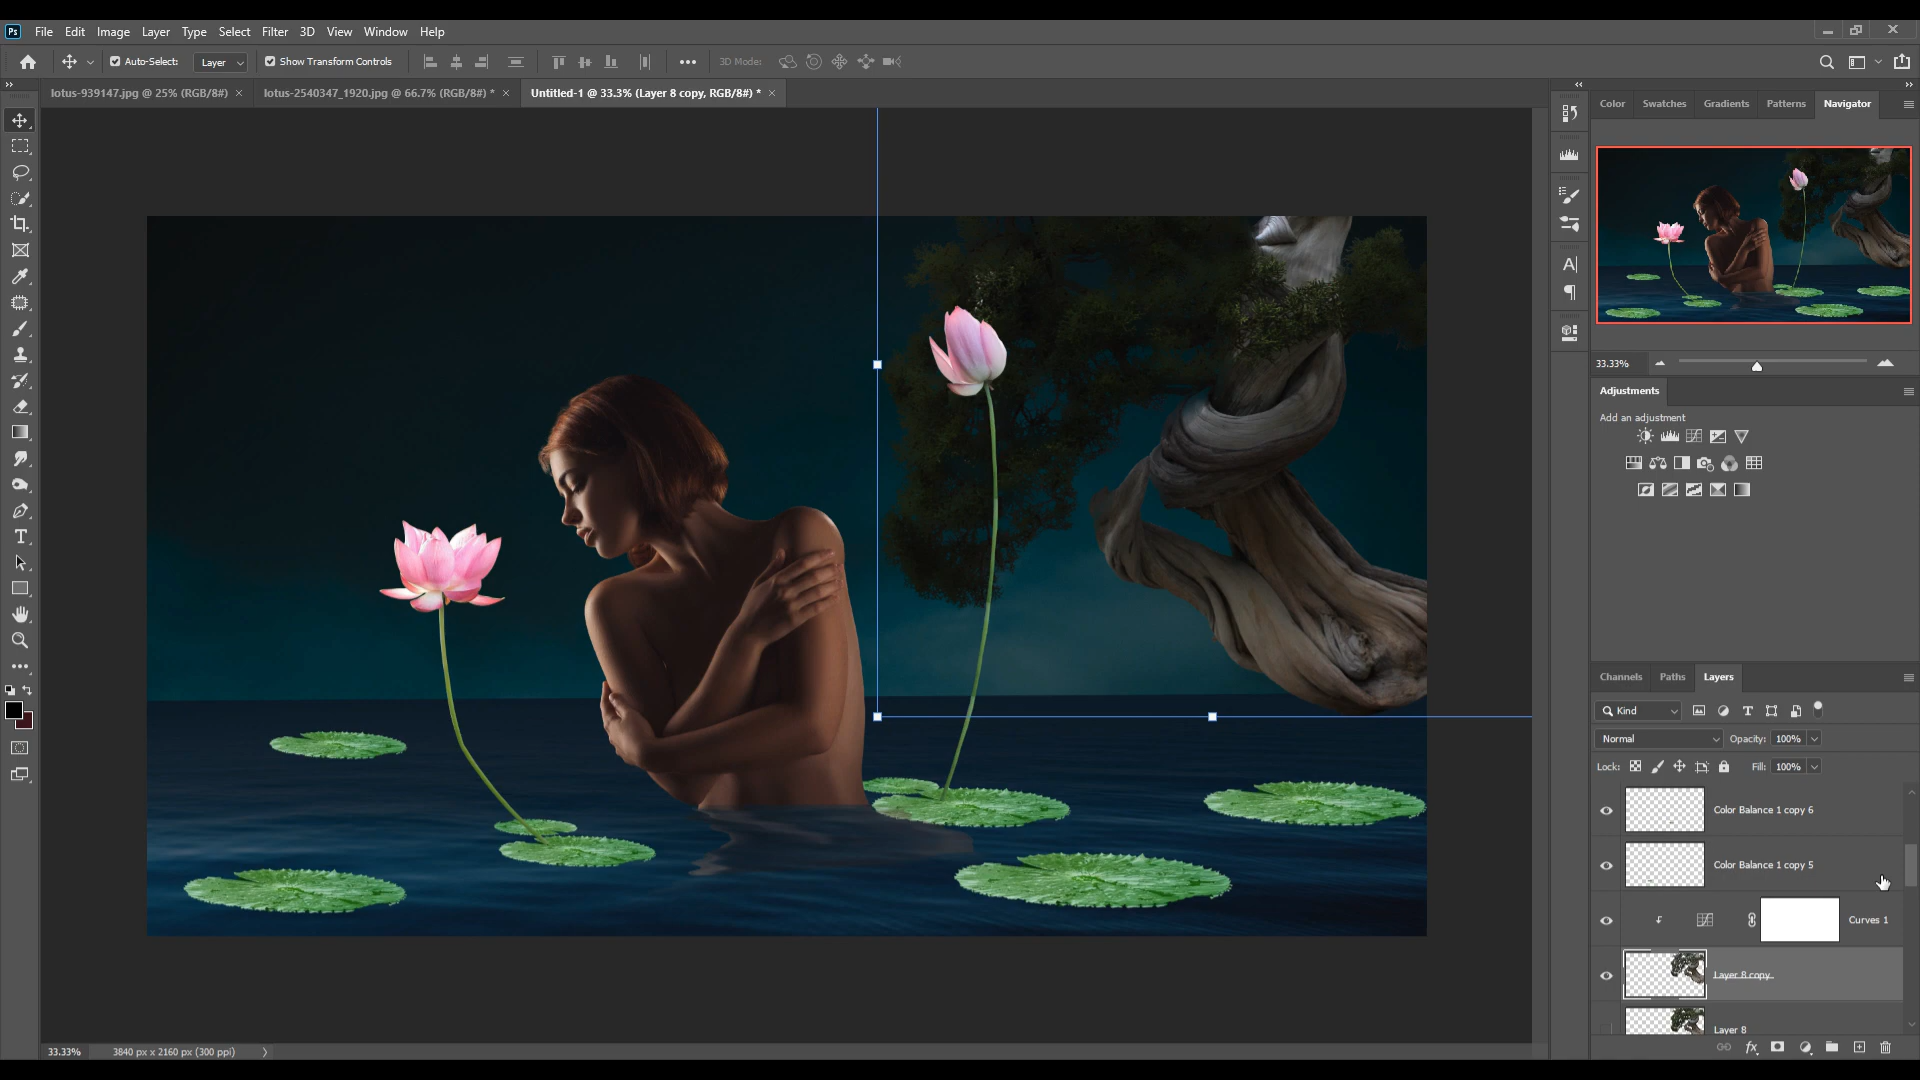 Ps File Edit Image Layer Type Select Filter 3D View Window Help
Auto-Select: Layer Show Transform Controls 3D Mode:
lotus-939147.jpg @ 25% (RGB/8#) × lotus-2540347_1920.jpg @ 66.7% (RGB/8#) * × Untitled-1 @ 33.3% (Layer 8 copy, RGB/8#) * ×
Color Swatches Gradients Patterns Navigator
33.33%
Adjustments
Add an adjustment
Channels Paths Layers
Kind
Normal Opacity: 100%
Lock: Fill: 100%
Color Balance 1 copy 6
Color Balance 1 copy 5
Curves 1
Layer 8 copy
Layer 8
33.33% 3840 px x 2160 px (300 ppi)